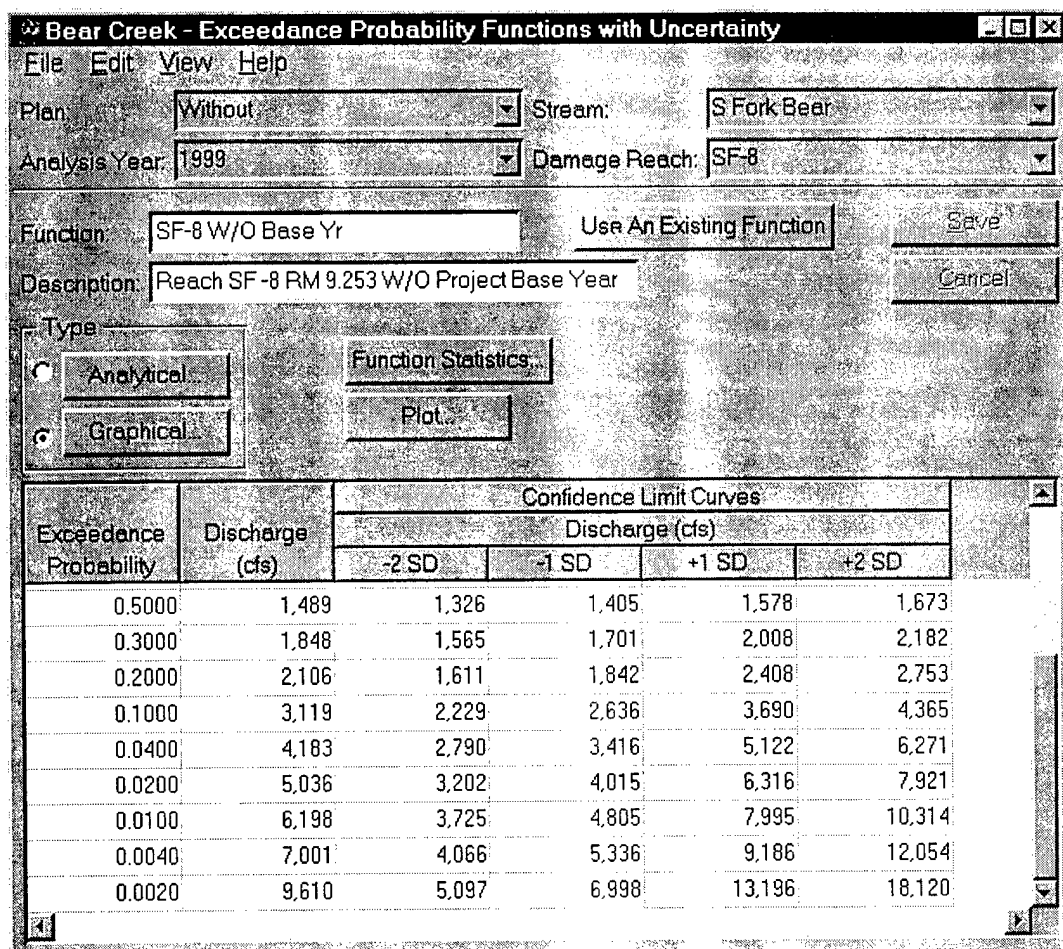 Bear Creek - Exceedance Probability Functions with Uncertainty
File Edit View Help
Plan: Without Stream: S Fork Bear
Analysis Year: 1999 Damage Reach: SF-8
Function: SF-8 W/O Base Yr Use An Existing Function Save
Description: Reach SF -8 RM 9.253 W/O Project Base Year Cancel
Type
Analytical... Function Statistics...
Graphical... Plot...
Confidence Limit Curves
Exceedance Probability Discharge (cfs) Discharge (cfs)
-2 SD -1 SD +1 SD +2 SD
0.5000 1,489 1,326 1,405 1,578 1,673
0.3000 1,848 1,565 1,701 2,008 2,182
0.2000 2,106 1,611 1,842 2,408 2,753
0.1000 3,119 2,229 2,636 3,690 4,365
0.0400 4,183 2,790 3,416 5,122 6,271
0.0200 5,036 3,202 4,015 6,316 7,921
0.0100 6,198 3,725 4,805 7,995 10,314
0.0040 7,001 4,066 5,336 9,186 12,054
0.0020 9,610 5,097 6,998 13,196 18,120